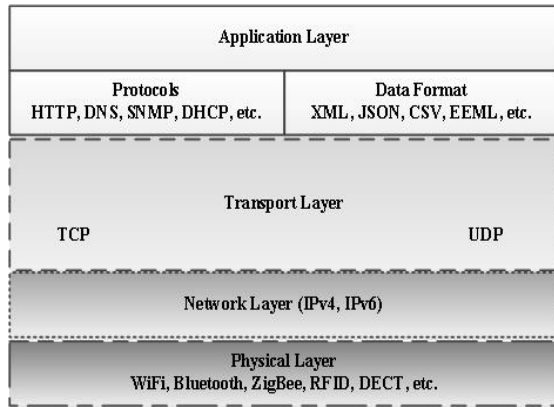 Application Layer
Protocols
HTTP, DNS, SNMP, DHCP, etc.
Data Format
XML, JSON, CSV, EEML, etc.
Transport Layer
TCP
UDP
Network Layer (IPv4, IPv6)
Physical Layer
WiFi, Bluetooth, ZigBee, RFID, DECT, etc.